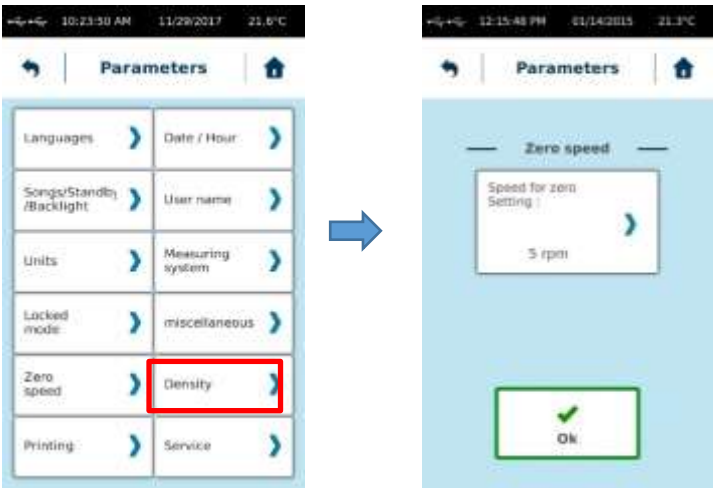 10:23:50 AM 11/29/2017 21.6°C
Parameters
Languages
Date / Hour
Songs/Standby
/Backlight
User name
Units
Measuring
system
Locked
mode
miscellaneous
Zero
speed
Density
Printing
Service
12:15:48 PM 01/14/2015 21.3°C
Parameters
Zero speed
Speed for zero
Setting :
5 rpm
Ok